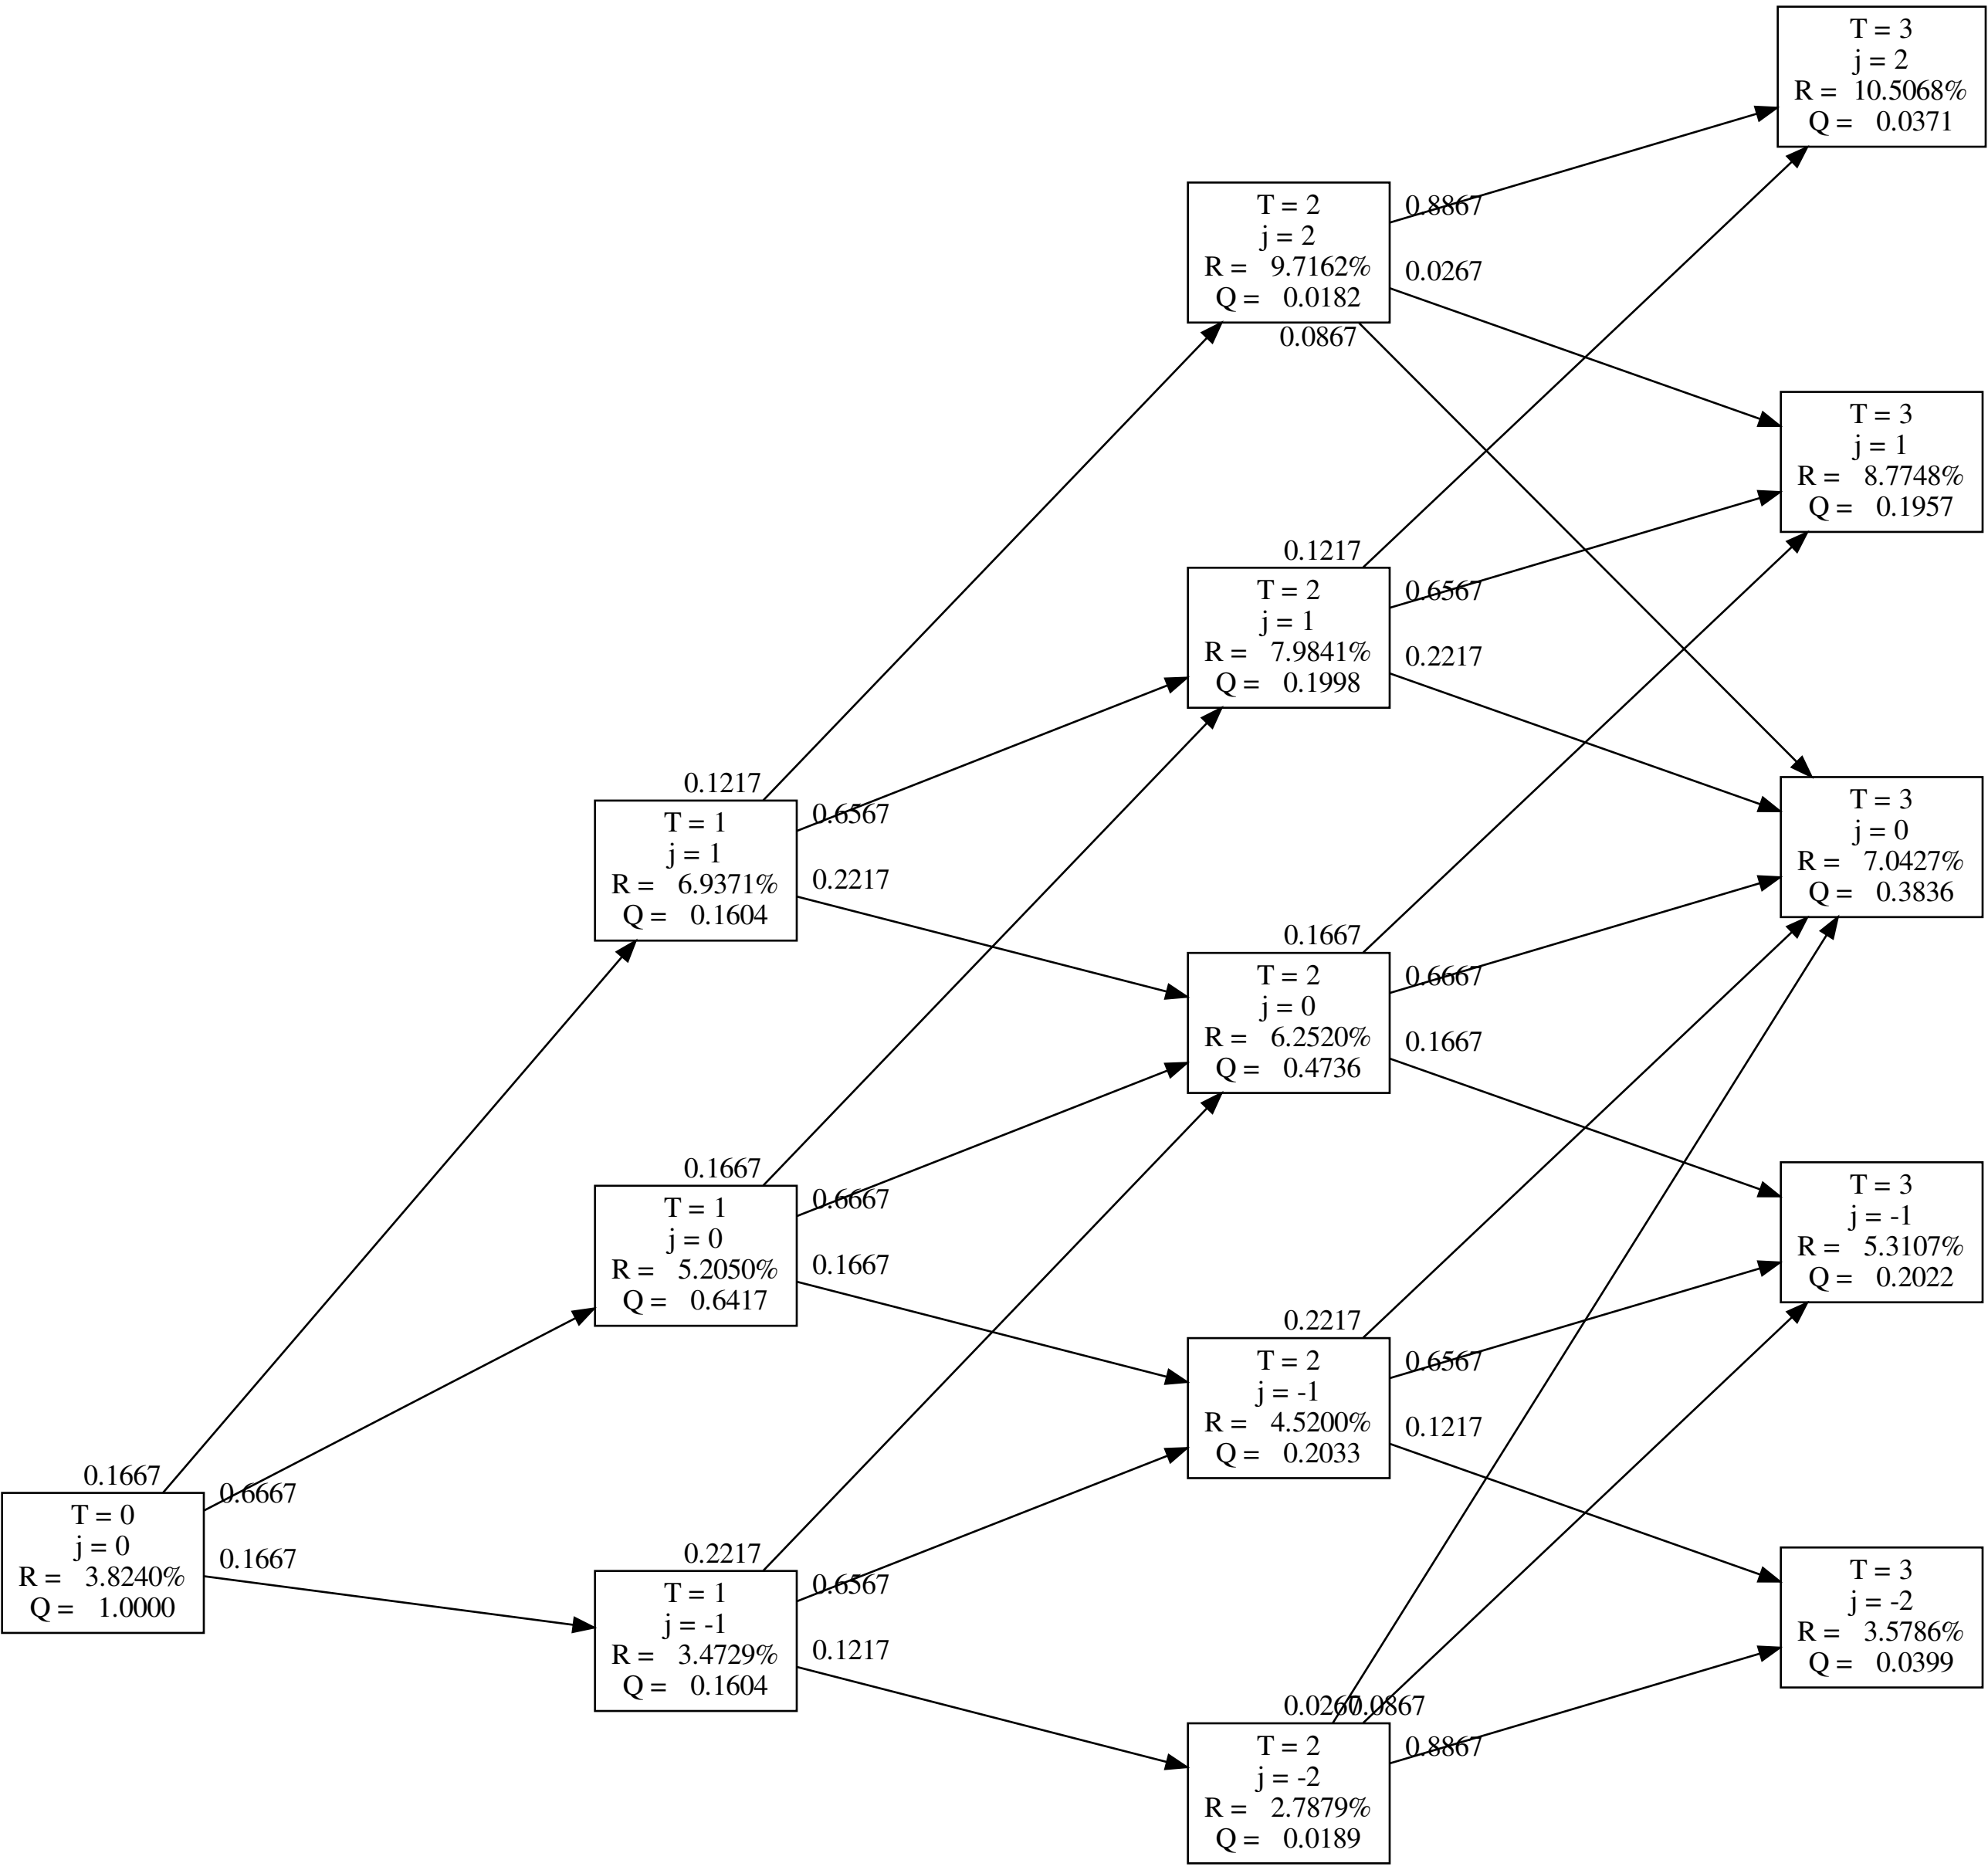 T = 3
j = 2
R = 10.5068%
Q = 0.0371
T = 2
j = 2
R = 9.7162%
Q = 0.0182
0.8867
0.0267
0.0867
T = 3
j = 1
R = 8.7748%
Q = 0.1957
0.1217
T = 2
j = 1
R = 7.9841%
Q = 0.1998
0.6567
0.2217
0.1217
T = 1
j = 1
R = 6.9371%
Q = 0.1604
0.6567
0.2217
T = 3
j = 0
R = 7.0427%
Q = 0.3836
0.1667
T = 2
j = 0
R = 6.2520%
Q = 0.4736
0.6667
0.1667
0.1667
T = 1
j = 0
R = 5.2050%
Q = 0.6417
0.6667
0.1667
T = 3
j = -1
R = 5.3107%
Q = 0.2022
0.2217
T = 2
j = -1
R = 4.5200%
Q = 0.2033
0.6567
0.1217
0.1667
T = 0
j = 0
R = 3.8240%
Q = 1.0000
0.6667
0.1667
0.2217
T = 1
j = -1
R = 3.4729%
Q = 0.1604
0.6567
0.1217
T = 3
j = -2
R = 3.5786%
Q = 0.0399
0.0267
0.0867
T = 2
j = -2
R = 2.7879%
Q = 0.0189
0.8867